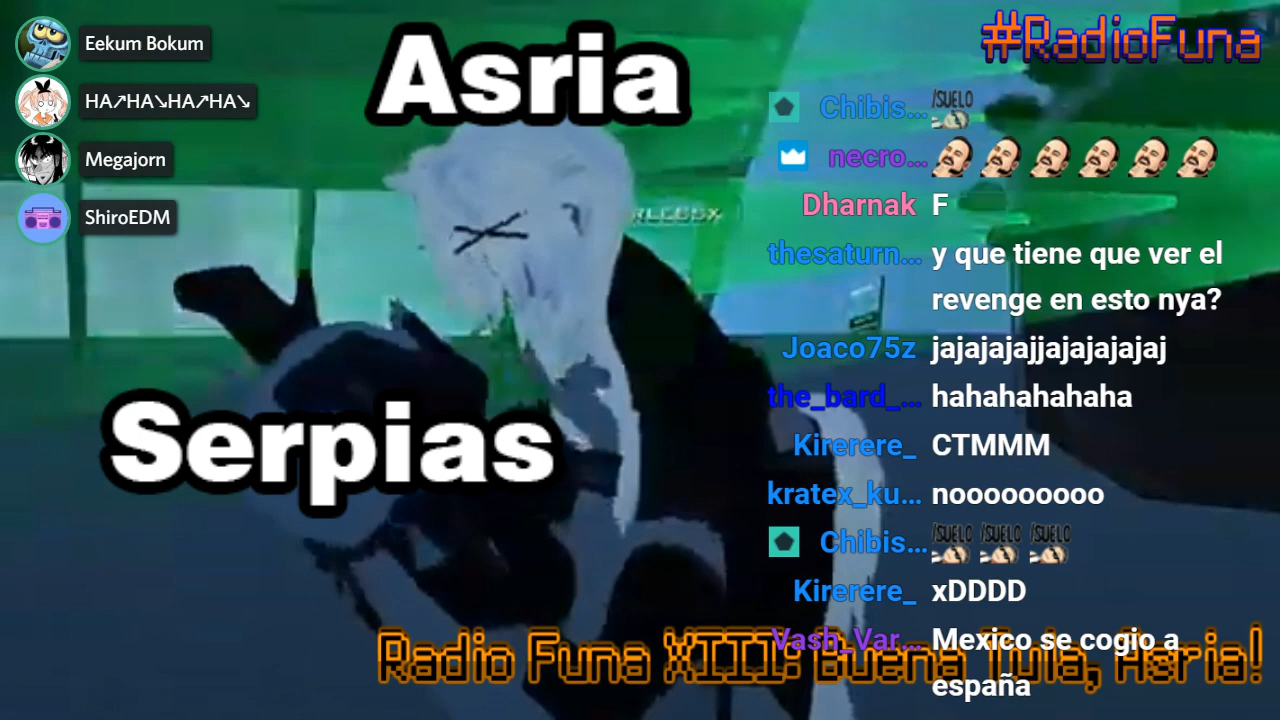 Eekum Bokum
HA↗HA↘HA↗HA↘
Megajorn
ShiroEDM
Asria
Serpias
#RadioFuna
Chibis... /SUELO
necro...
Dharnak F
thesaturn... y que tiene que ver el
revenge en esto nya?
Joaco75z jajajajajjajajajajaj
the_bard_... hahahahahaha
Kirerere_ CTMMM
kratex_ku... nooooooooo
Chibis... /SUELO /SUELO /SUELO
Kirerere_ xDDDD
Vash_Var... Mexico se cogio a
españa
Radio Funa XIII: Buena Tula, Asria!